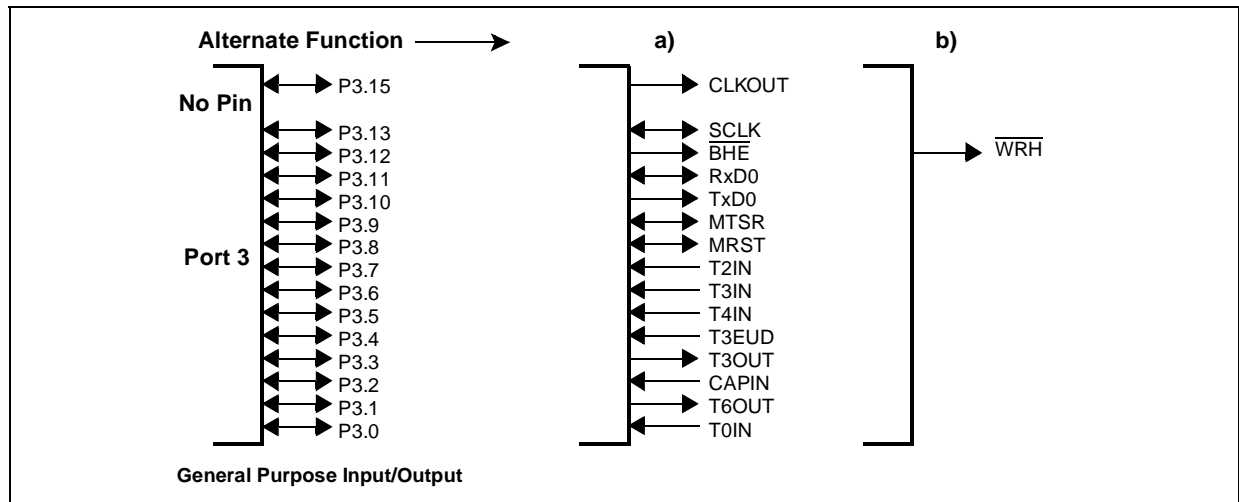 Alternate Function a) b)
No Pin
P3.15 CLKOUT
P3.13 SCLK
P3.12 B̅H̅E̅ W̅R̅H̅
P3.11 RxD0
P3.10 TxD0
P3.9 MTSR
P3.8 MRST
Port 3
P3.7 T2IN
P3.6 T3IN
P3.5 T4IN
P3.4 T3EUD
P3.3 T3OUT
P3.2 CAPIN
P3.1 T6OUT
P3.0 T0IN
General Purpose Input/Output